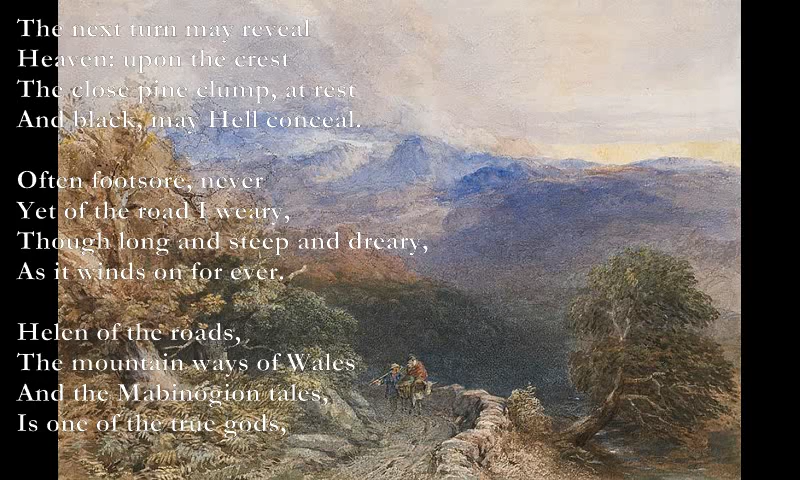 The next turn may reveal
Heaven: upon the crest
The close pine clump, at rest
And black, may Hell conceal.

Often footsore, never
Yet of the road I weary,
Though long and steep and dreary,
As it winds on for ever.

Helen of the roads,
The mountain ways of Wales
And the Mabinogion tales,
Is one of the true gods,